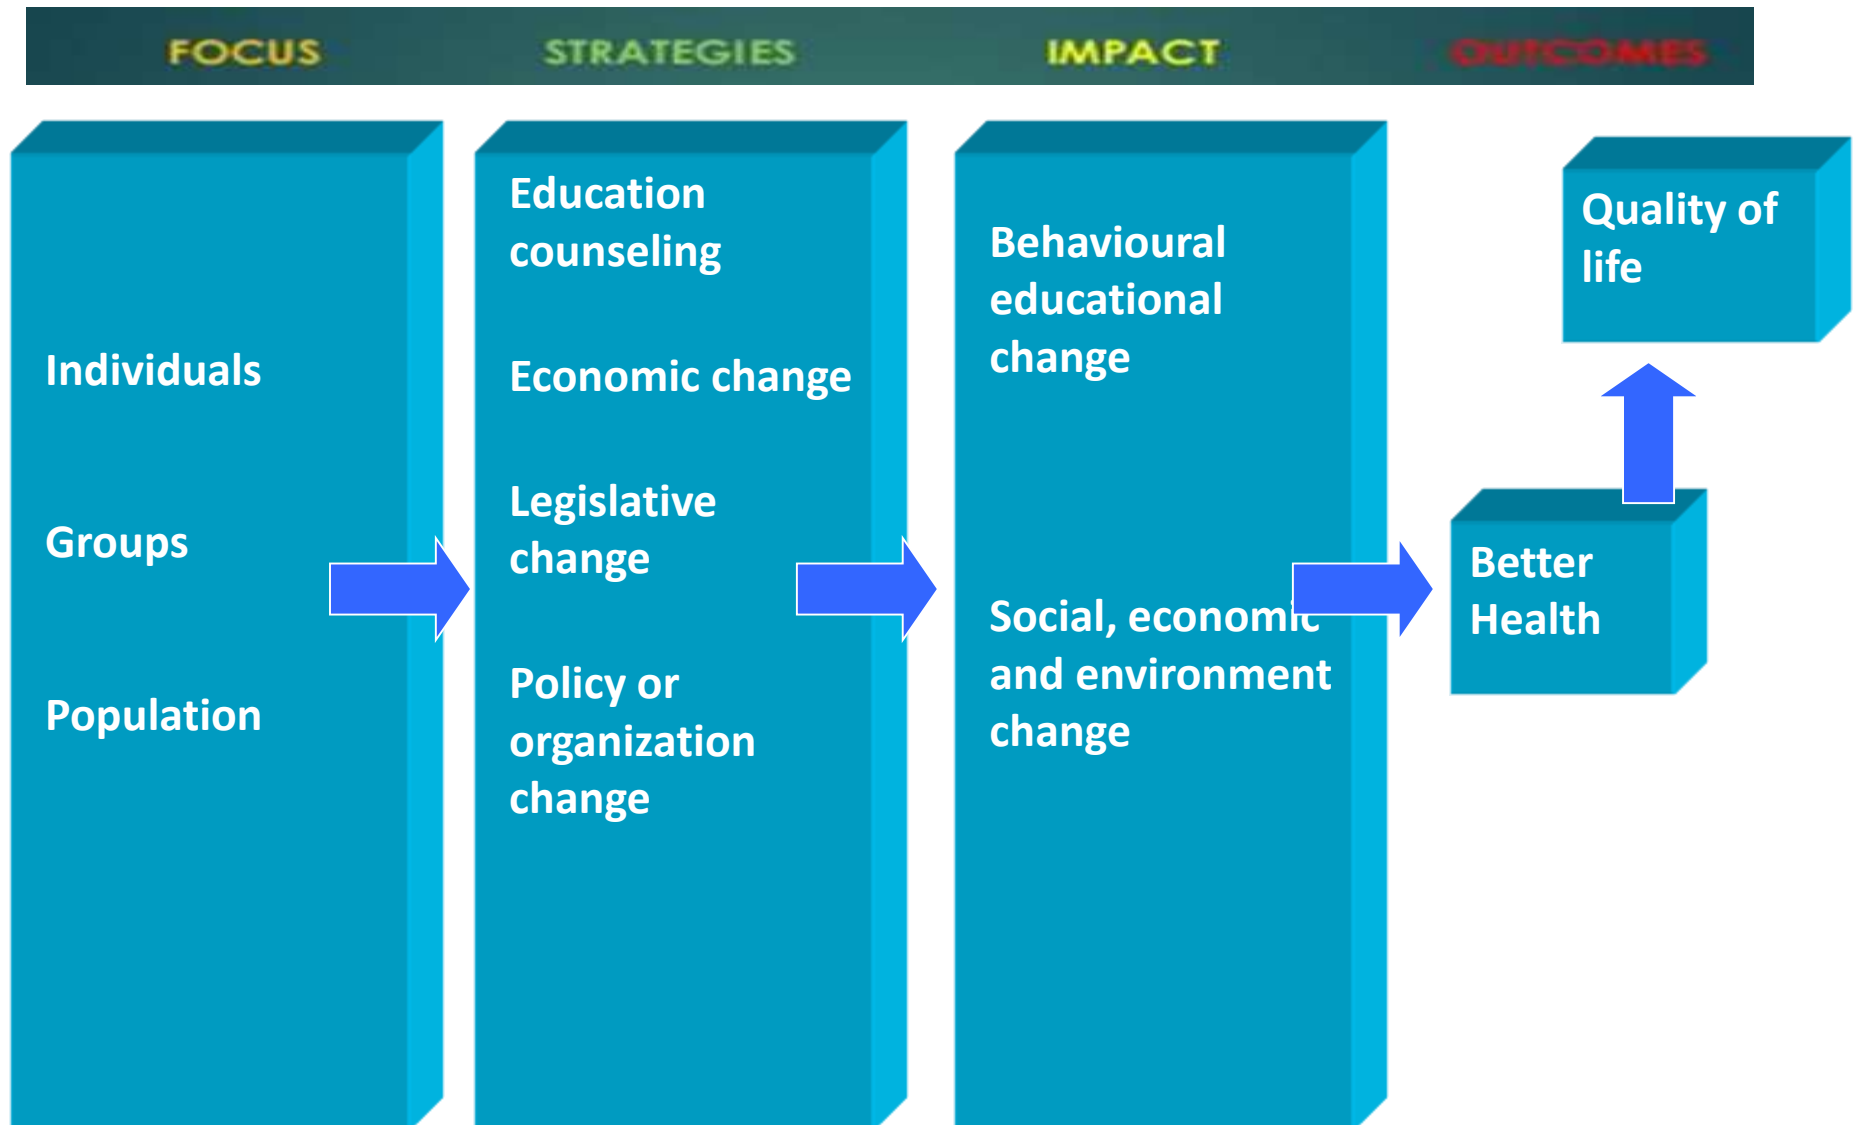 FOCUS STRATEGIES IMPACT OUTCOMES
Individuals
Groups
Population
Education
counseling
Economic change
Legislative
change
Policy or
organization
change
Behavioural
educational
change
Social, economic
and environment
change
Quality of
life
Better
Health